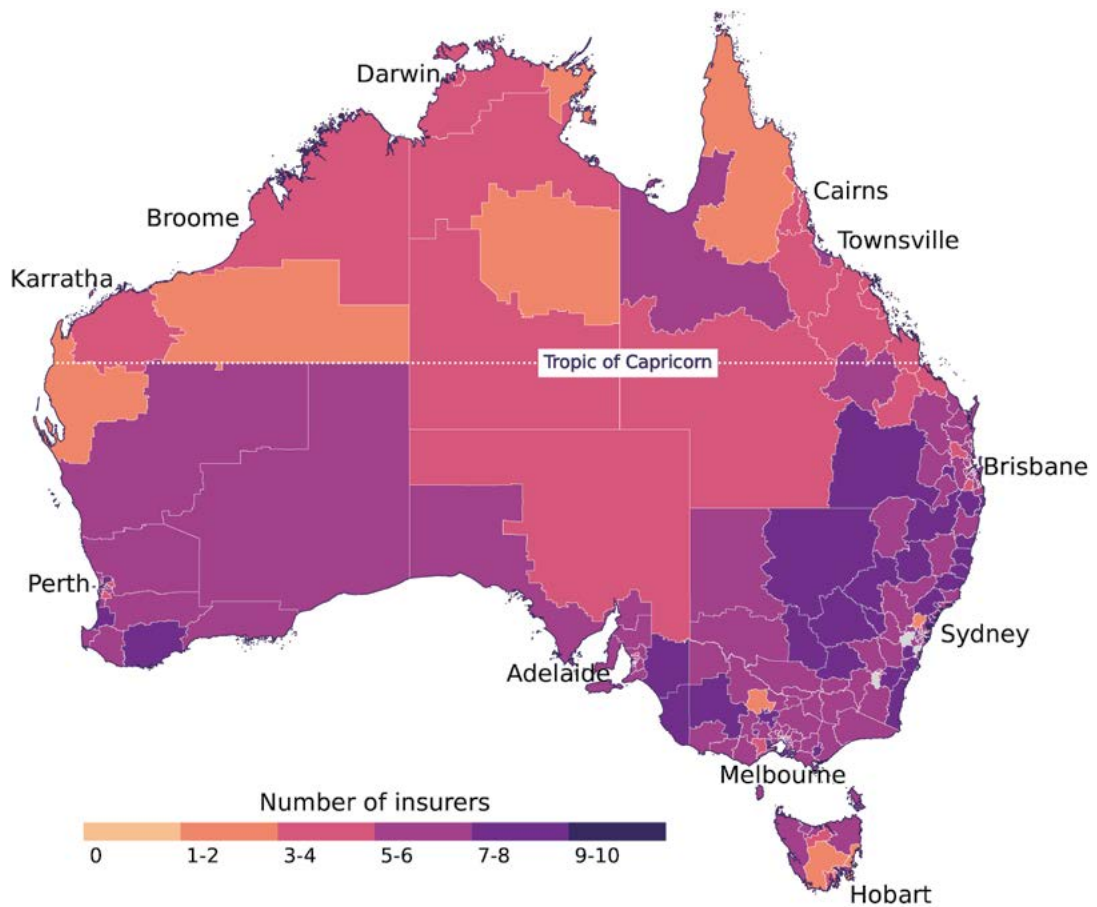 Darwin
Cairns
Broome
Townsville
Karratha
Tropic of Capricorn
Brisbane
Perth
Sydney
Adelaide
Melbourne
Number of insurers
0 1-2 3-4 5-6 7-8 9-10
Hobart